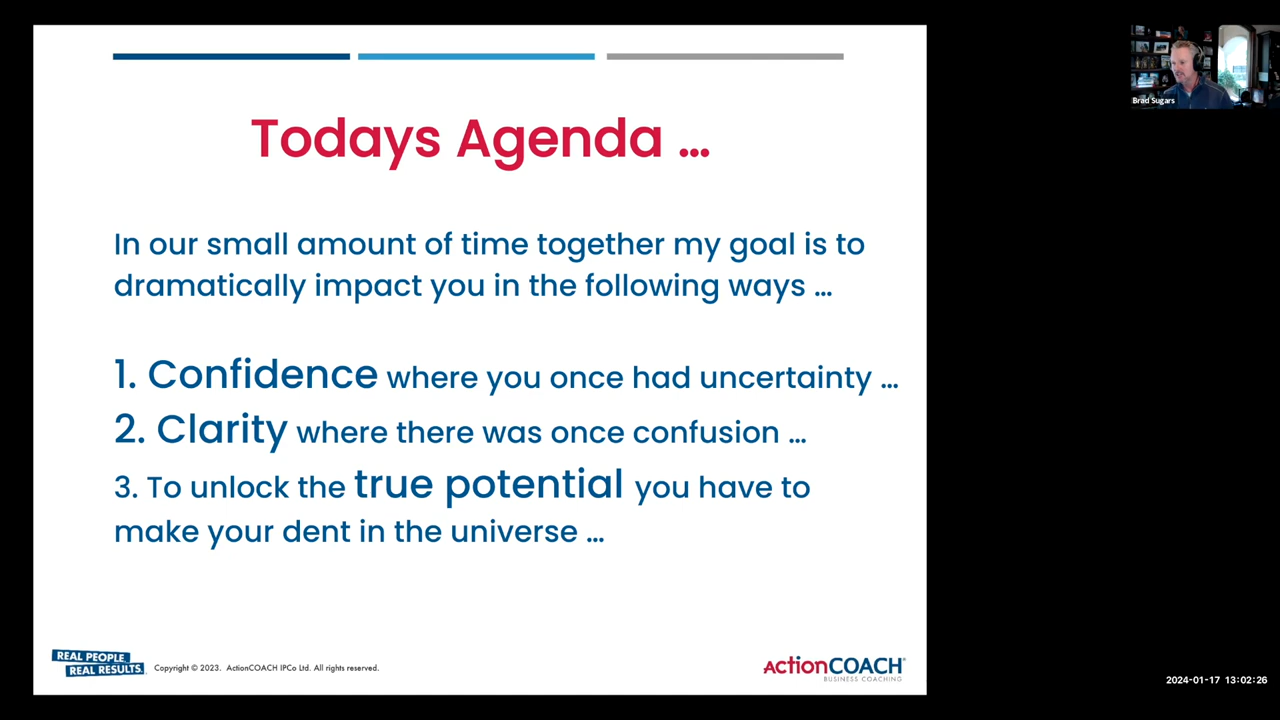 Todays Agenda ...
In our small amount of time together my goal is to
dramatically impact you in the following ways ...
1. Confidence where you once had uncertainty ...
2. Clarity where there was once confusion ...
3. To unlock the true potential you have to
make your dent in the universe ...
REAL PEOPLE.
REAL RESULTS.
Copyright © 2023. ActionCOACH IPCo Ltd. All rights reserved.
actionCOACH®
BUSINESS COACHING
Brad Sugars
2024-01-17 13:02:26